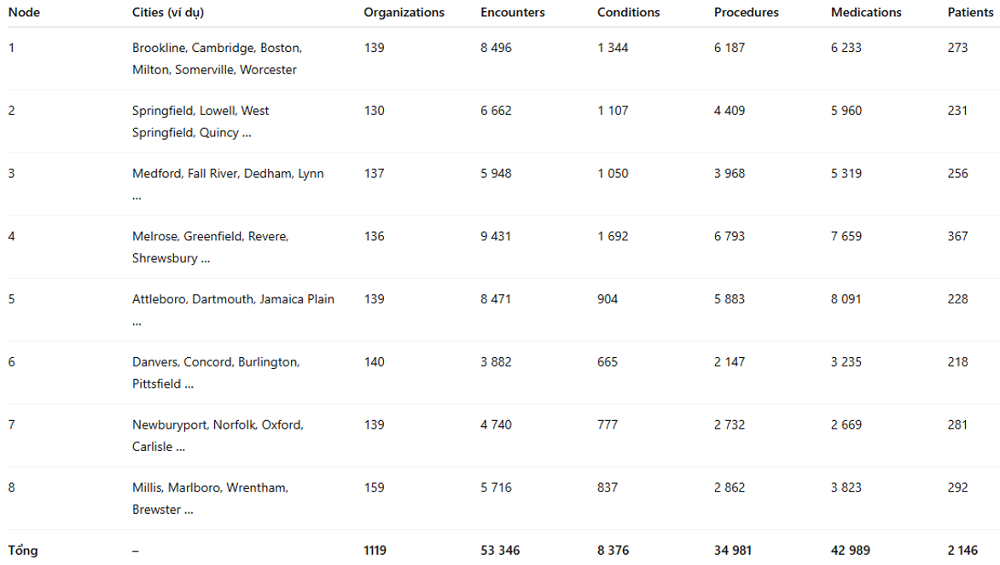 Node Cities (ví dụ) Organizations Encounters Conditions Procedures Medications Patients
1 Brookline, Cambridge, Boston, 139 8 496 1 344 6 187 6 233 273
Milton, Somerville, Worcester
2 Springfield, Lowell, West 130 6 662 1 107 4 409 5 960 231
Springfield, Quincy ...
3 Medford, Fall River, Dedham, Lynn 137 5 948 1 050 3 968 5 319 256
...
4 Melrose, Greenfield, Revere, 136 9 431 1 692 6 793 7 659 367
Shrewsbury ...
5 Attleboro, Dartmouth, Jamaica Plain 139 8 471 904 5 883 8 091 228
...
6 Danvers, Concord, Burlington, 140 3 882 665 2 147 3 235 218
Pittsfield ...
7 Newburyport, Norfolk, Oxford, 139 4 740 777 2 732 2 669 281
Carlisle ...
8 Millis, Marlboro, Wrentham, 159 5 716 837 2 862 3 823 292
Brewster ...
Tổng – 1119 53 346 8 376 34 981 42 989 2 146